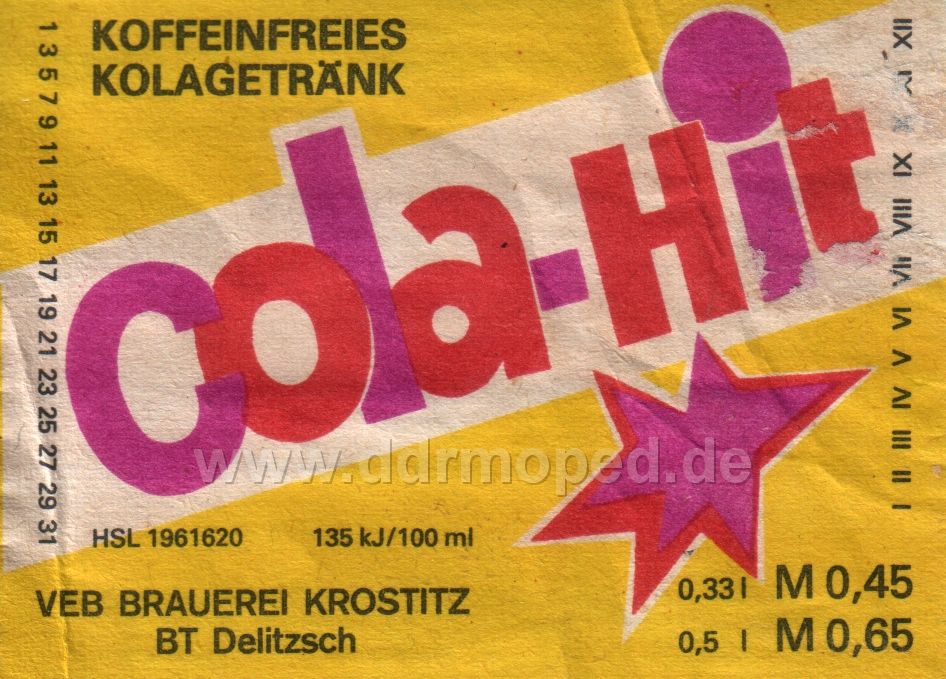 KOFFEINFREIES
KOLAGETRÄNK
1 3 5 7 9 11 13 15 17 19 21 23 25 27 29 31
Cola-Hit
I II III IV V VI VII VIII IX X XI XII
www.ddrmoped.de
HSL 1961620 135 kJ/100 ml
VEB BRAUEREI KROSTITZ
BT Delitzsch
0,33 l M 0,45
0,5 l M 0,65